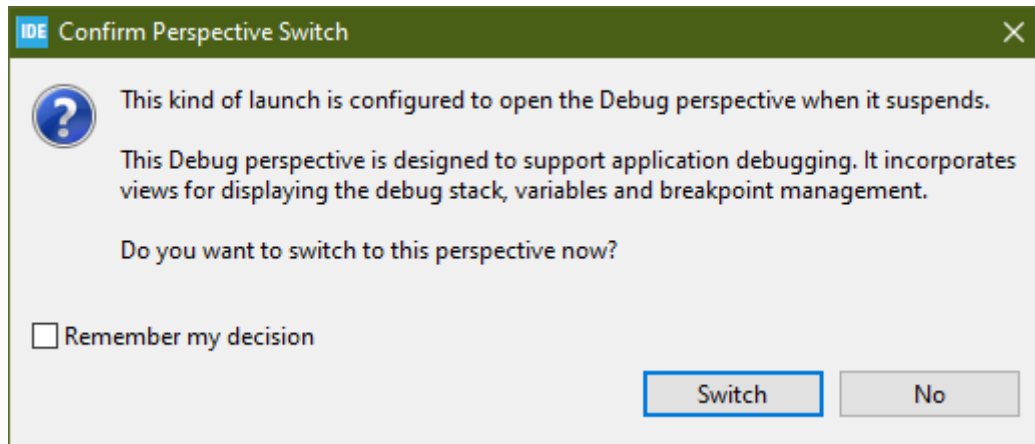 IDE Confirm Perspective Switch
This kind of launch is configured to open the Debug perspective when it suspends.
This Debug perspective is designed to support application debugging. It incorporates
views for displaying the debug stack, variables and breakpoint management.
Do you want to switch to this perspective now?
Remember my decision
Switch No